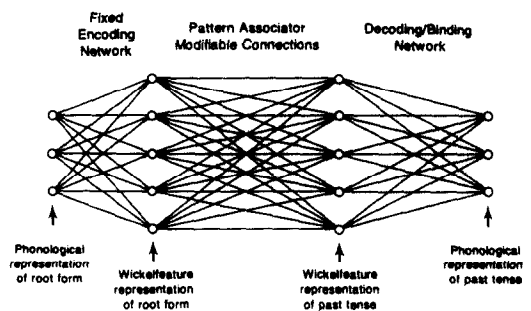 Fixed
Encoding
Network
Pattern Associator
Modifiable Connections
Decoding/Binding
Network
Phonological
representation
of root form
Wickelfeature
representation
of root form
Wickelfeature
representation
of past tense
Phonological
representation
of past tense